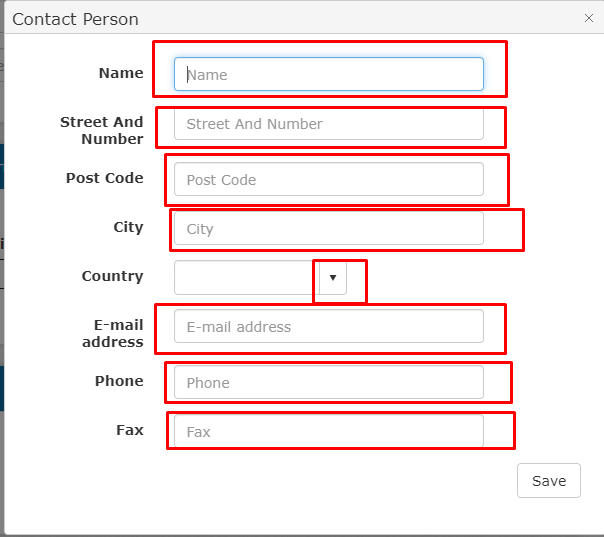 Contact Person
Name
Name
Street And
Number
Street And Number
Post Code
Post Code
City
City
Country
E-mail
address
E-mail address
Phone
Phone
Fax
Fax
Save